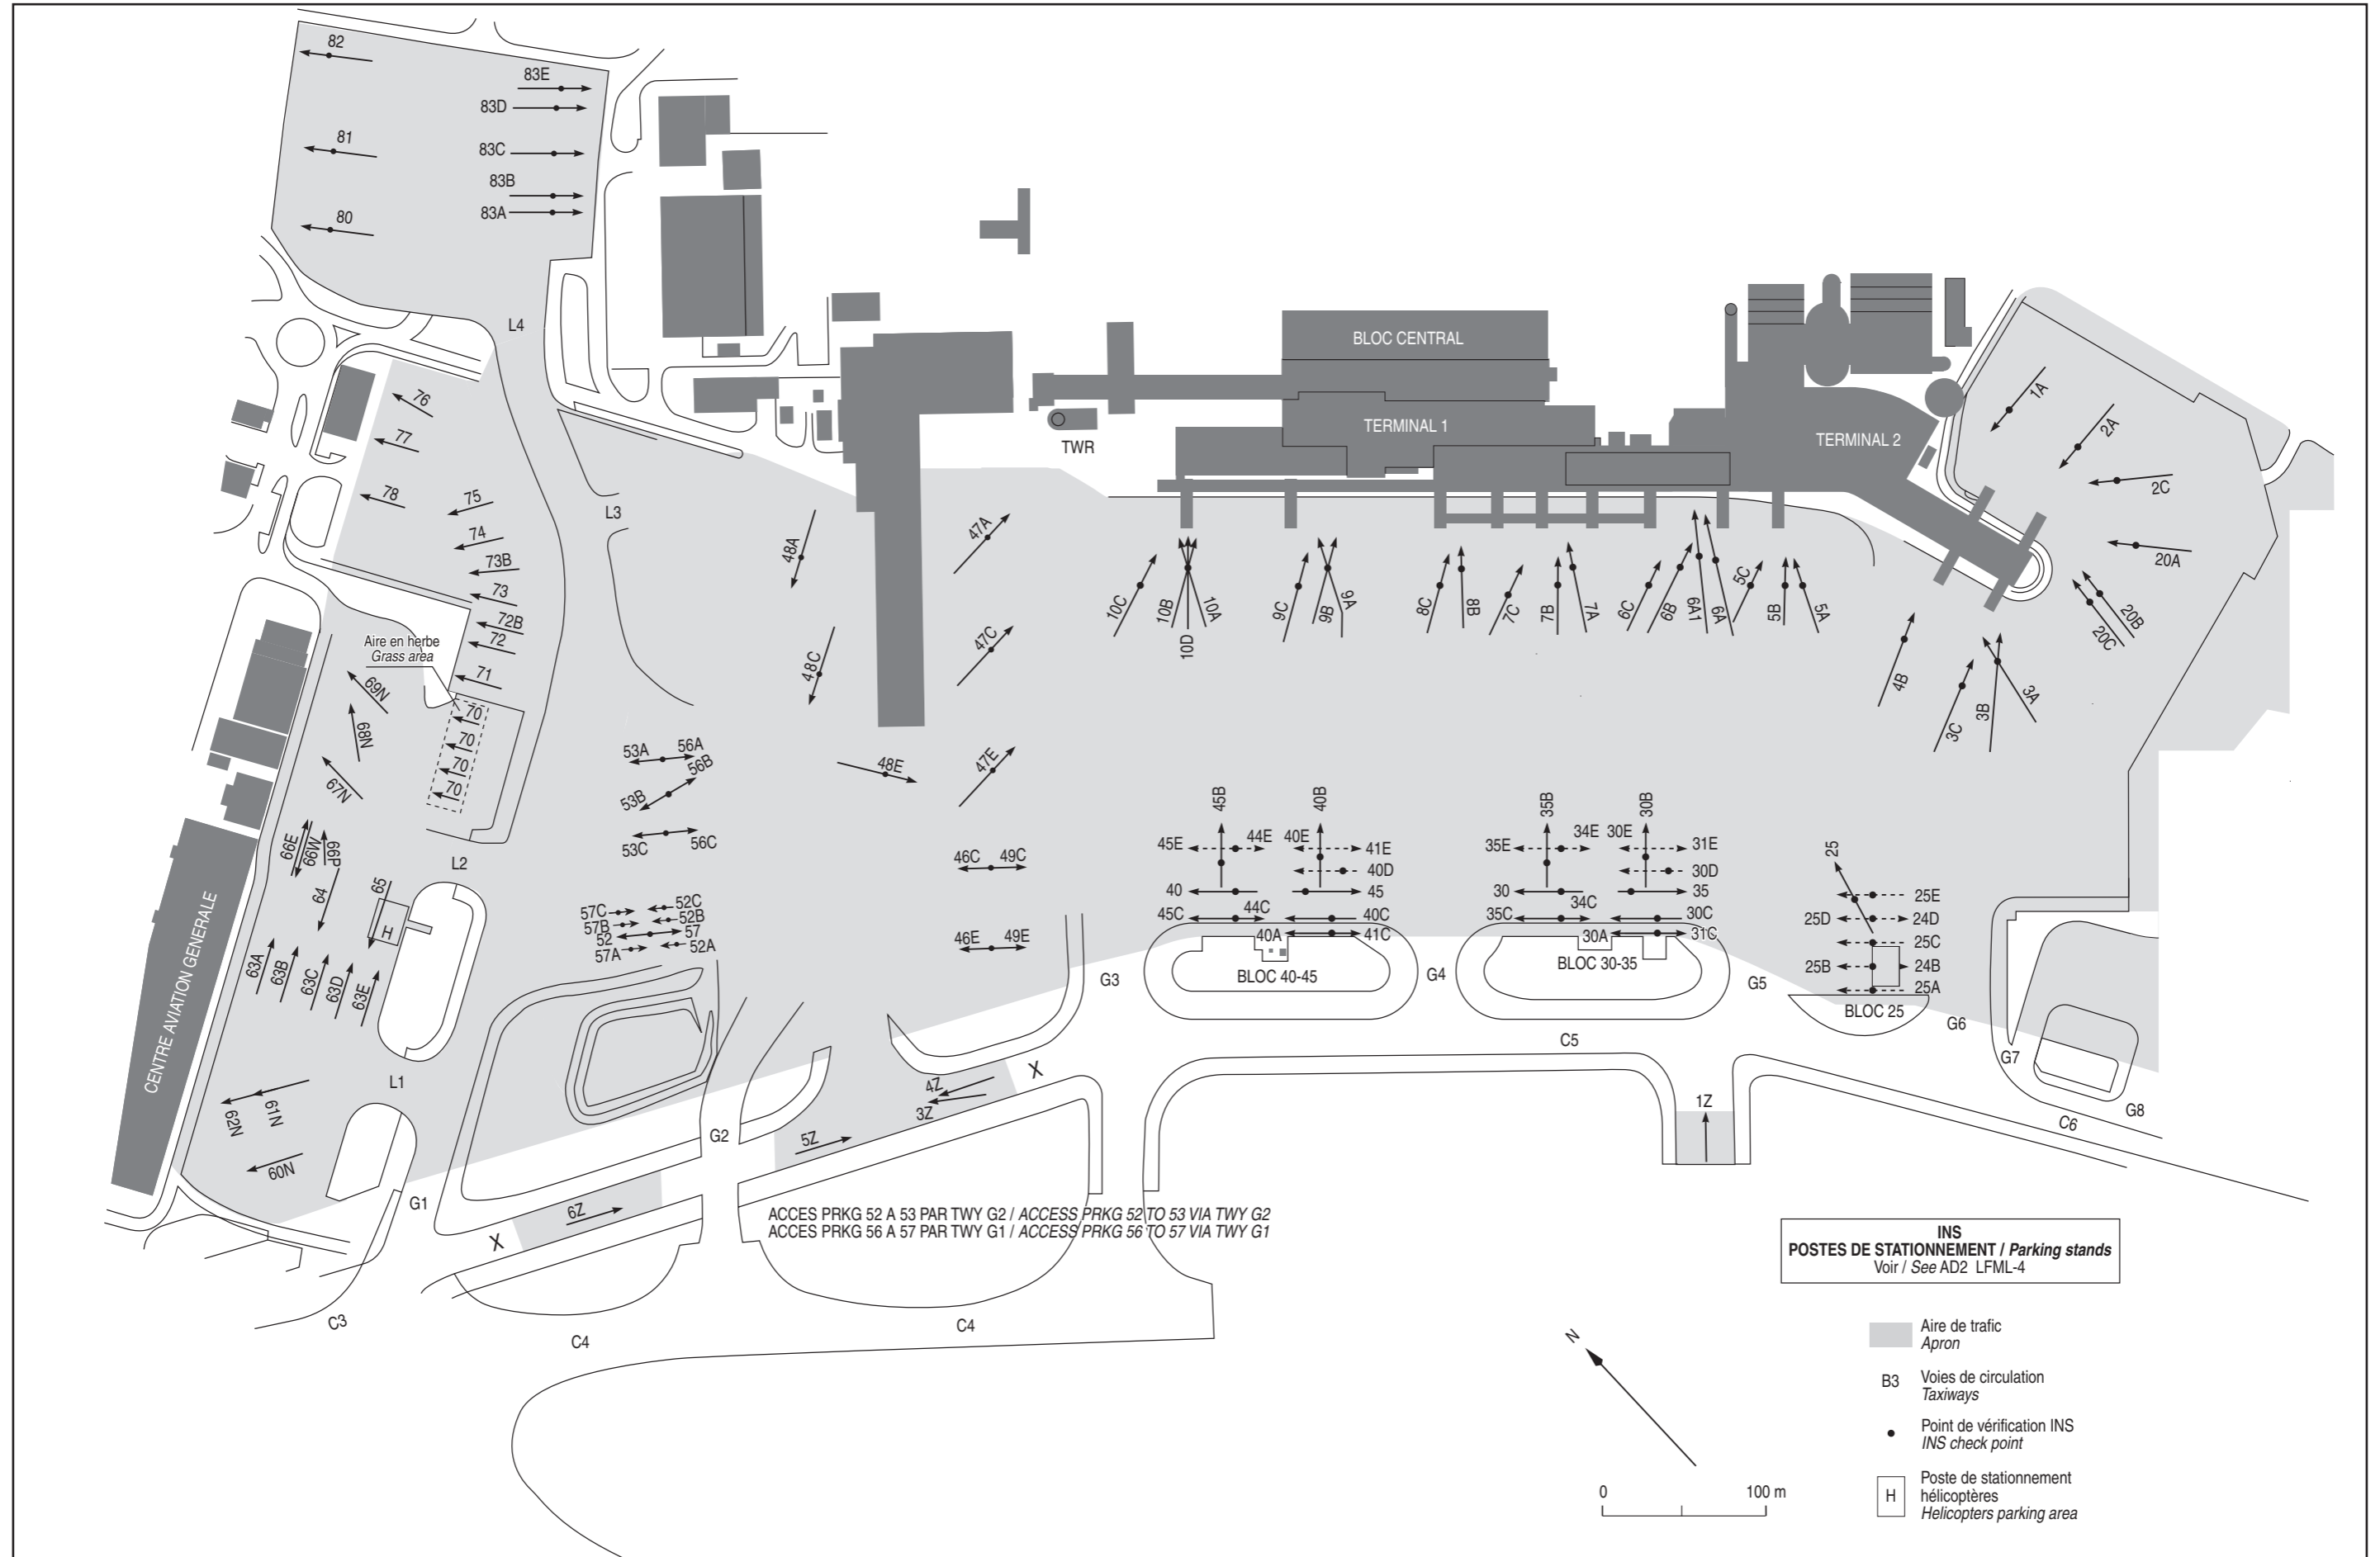 82
83E
83D
81
83C
83B
83A
80
L4
BLOC CENTRAL
TERMINAL 1
TERMINAL 2
TWR
76
77
78
75
74
73B
73
72B
72
71
L3
48A
47A
1A
2A
2C
20A
20B
20C
10C
10B
10D
10A
9C
9B
9A
8C
8B
7C
7B
7A
6C
6B
6A1
6A
5C
5B
5A
4B
3C
3B
3A
Aire en herbe
Grass area
69N
68N
67N
70
70
70
70
48C
47C
53A
56A
56B
53B
53C
56C
48E
47E
66E
66W
66P
64
65
H
L2
63A
63B
63C
63D
63E
57C
52C
57B
52B
52
57
57A
52A
46C
49C
46E
49E
45B
40B
45E
44E
40E
41E
40D
40
45
45C
44C
40C
40A
41C
BLOC 40-45
35B
30B
35E
34E
30E
31E
30D
30
35
35C
34C
30C
30A
31C
BLOC 30-35
25
25E
25D
24D
25C
25B
24B
25A
BLOC 25
G3
G4
G5
G6
G7
G8
C5
C6
CENTRE AVIATION GENERALE
L1
62N
61N
60N
G1
G2
4Z
3Z
5Z
6Z
1Z
X
X
ACCES PRKG 52 A 53 PAR TWY G2 / ACCESS PRKG 52 TO 53 VIA TWY G2
ACCES PRKG 56 A 57 PAR TWY G1 / ACCESS PRKG 56 TO 57 VIA TWY G1
C3
C4
C4
INS
POSTES DE STATIONNEMENT / Parking stands
Voir / See AD2 LFML-4
N
0
100 m
Aire de trafic
Apron
B3
Voies de circulation
Taxiways
Point de vérification INS
INS check point
H
Poste de stationnement
hélicoptères
Helicopters parking area